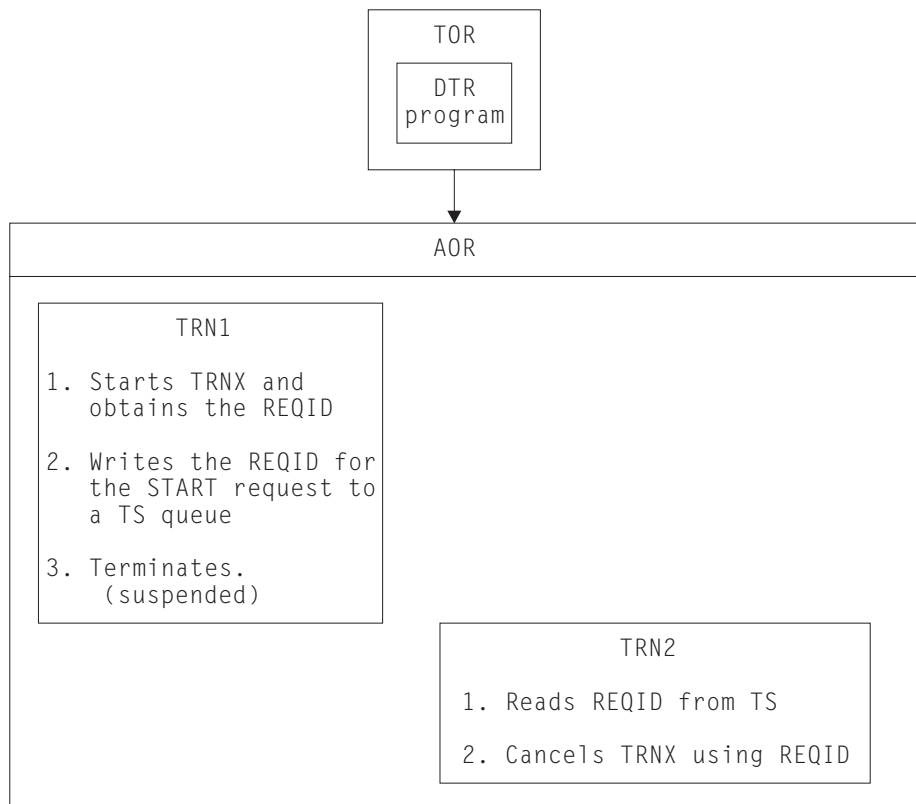 TOR
DTR
program
AOR
TRN1
1. Starts TRNX and
obtains the REQID
2. Writes the REQID for
the START request to
a TS queue
3. Terminates.
(suspended)
TRN2
1. Reads REQID from TS
2. Cancels TRNX using REQID